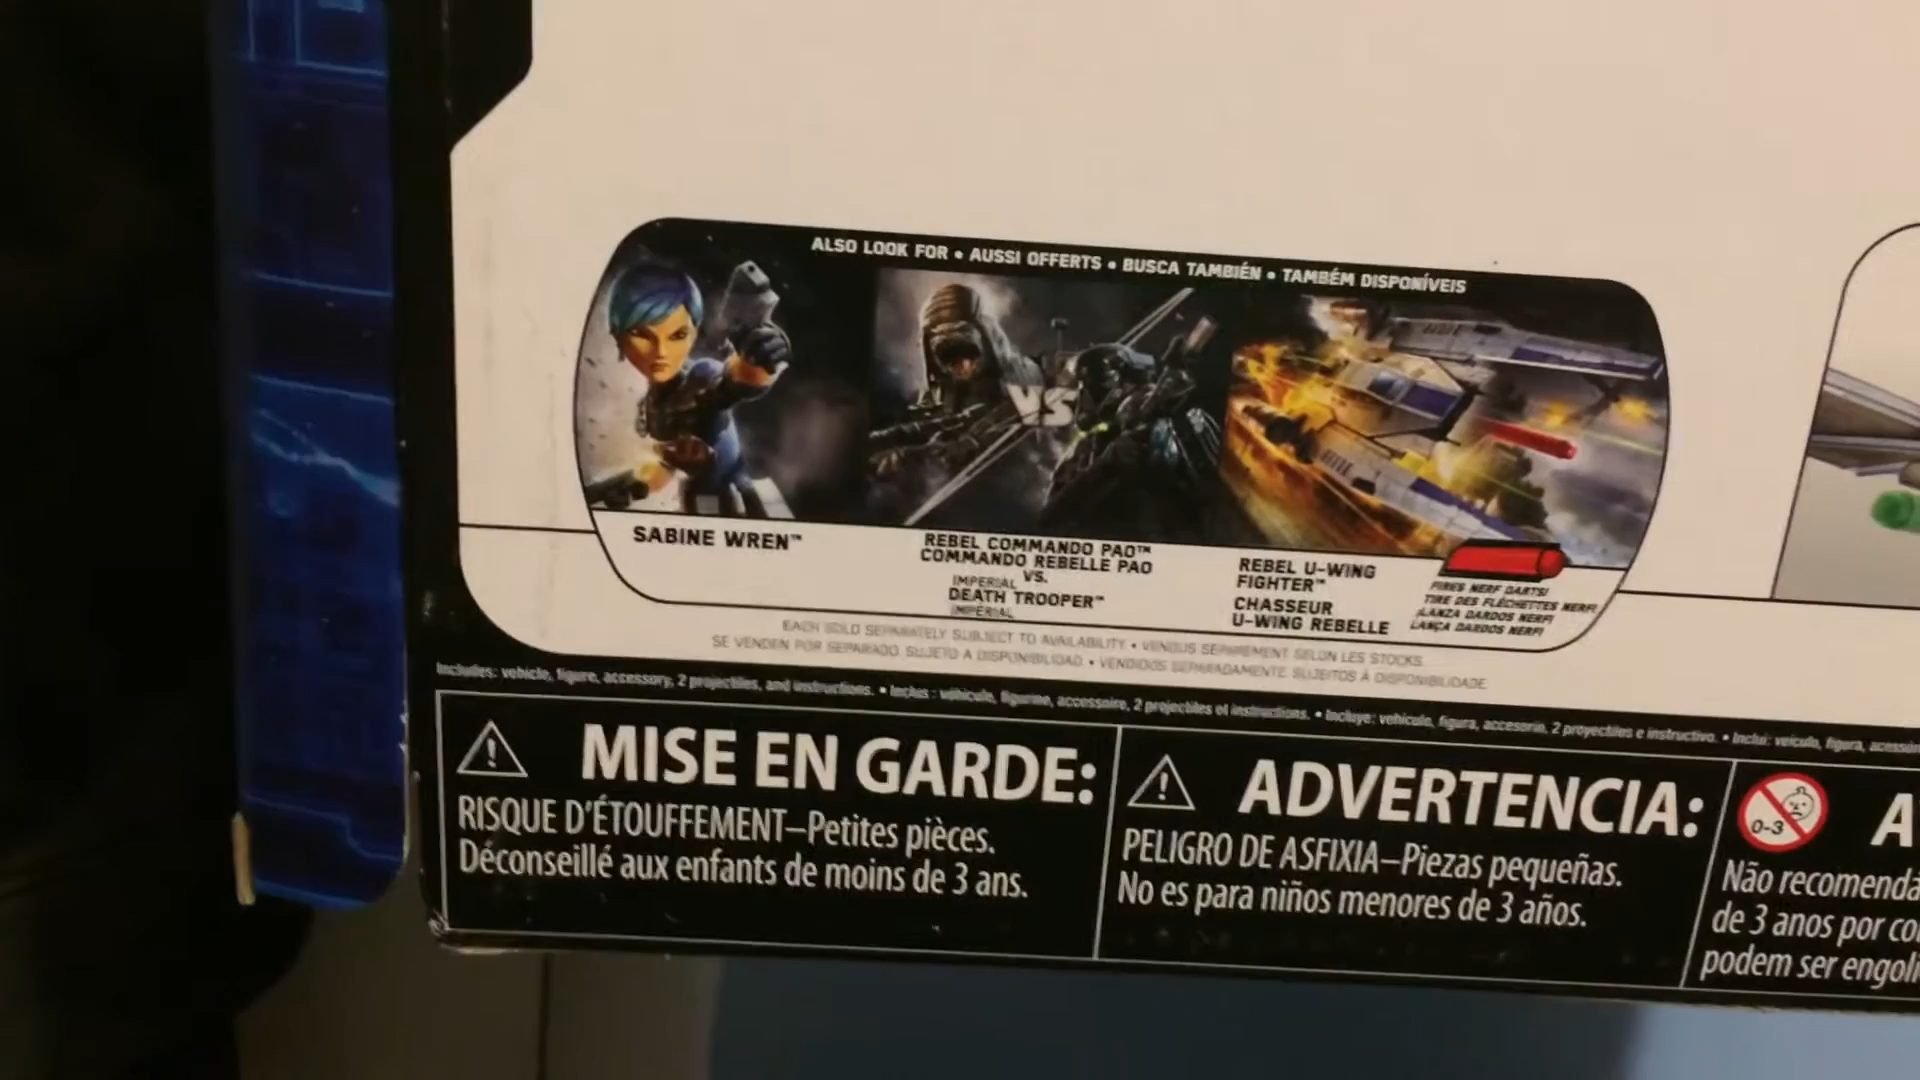 ALSO LOOK FOR • AUSSI OFFERTS • BUSCA TAMBIÉN • TAMBÉM DISPONÍVEIS
VS
SABINE WREN™
REBEL COMMANDO PAO™
COMMANDO REBELLE PAO
VS.
IMPERIAL
DEATH TROOPER™
IMPÉRIAL
REBEL U-WING
FIGHTER™
CHASSEUR
U-WING REBELLE
FIRES NERF DARTS!
TIRE DES FLÉCHETTES NERF!
LANZA DARDOS NERF!
LANÇA DARDOS NERF!
EACH SOLD SEPARATELY SUBJECT TO AVAILABILITY • VENDUS SÉPARÉMENT SELON LES STOCKS
SE VENDEN POR SEPARADO SUJETO A DISPONIBILIDAD • VENDIDOS SEPARADAMENTE SUJEITOS À DISPONIBILIDADE
Includes: vehicle, figure, accessory, 2 projectiles, and instructions. • Inclus : véhicule, figurine, accessoire, 2 projectiles et instructions. • Incluye: vehículo, figura, accesorio, 2 proyectiles e instructivo. • Inclui: veículo, figura,
MISE EN GARDE:
RISQUE D'ÉTOUFFEMENT–Petites pièces.
Déconseillé aux enfants de moins de 3 ans.
ADVERTENCIA:
PELIGRO DE ASFIXIA–Piezas pequeñas.
No es para niños menores de 3 años.
0-3
A
Não recomenda
de 3 anos por co
podem ser engoli